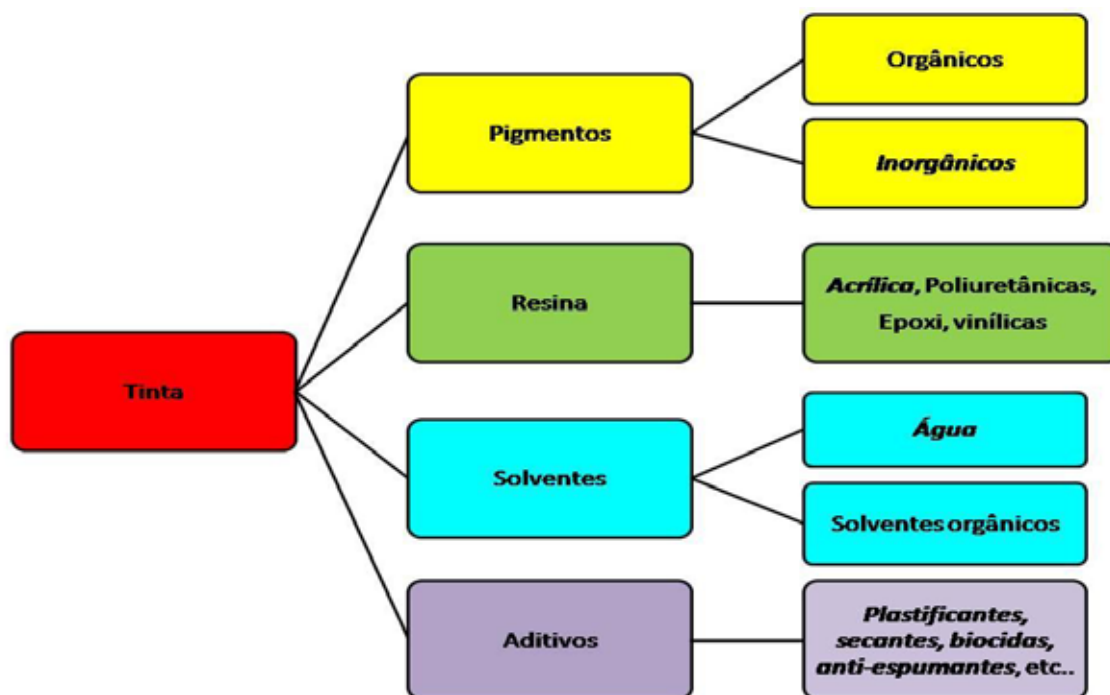 Tinta
Pigmentos
Orgânicos
Inorgânicos
Resina
Acrílica, Poliuretânicas,
Epoxi, vinílicas
Solventes
Água
Solventes orgânicos
Aditivos
Plastificantes,
secantes, biocidas,
anti-espumantes, etc..